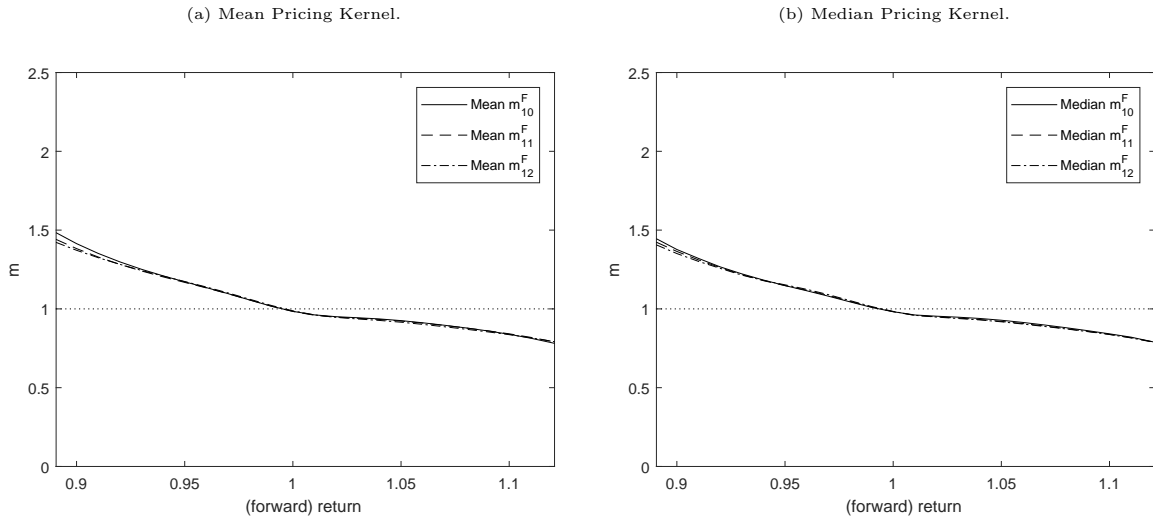 (a) Mean Pricing Kernel.
2.5
2
1.5
1
0.5
0
m
0.9
0.95
1
1.05
1.1
(forward) return
Mean m^F_10
Mean m^F_11
Mean m^F_12
(b) Median Pricing Kernel.
2.5
2
1.5
1
0.5
0
m
0.9
0.95
1
1.05
1.1
(forward) return
Median m^F_10
Median m^F_11
Median m^F_12